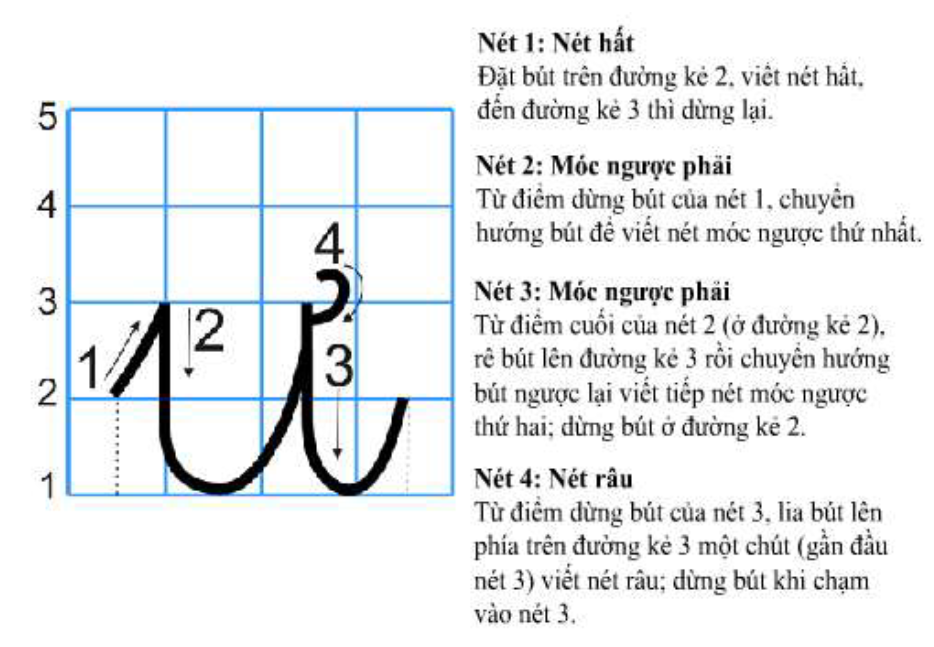 Nét 1: Nét hất
Đặt bút trên đường kẻ 2, viết nét hất,
đến đường kẻ 3 thì dừng lại.
Nét 2: Móc ngược phải
Từ điểm dừng bút của nét 1, chuyển
hướng bút để viết nét móc ngược thứ nhất.
Nét 3: Móc ngược phải
Từ điểm cuối của nét 2 (ở đường kẻ 2),
rê bút lên đường kẻ 3 rồi chuyển hướng
bút ngược lại viết tiếp nét móc ngược
thứ hai; dừng bút ở đường kẻ 2.
Nét 4: Nét râu
Từ điểm dừng bút của nét 3, lia bút lên
phía trên đường kẻ 3 một chút (gần đầu
nét 3) viết nét râu; dừng bút khi chạm
vào nét 3.
5
4
3
2
1
1
2
3
4
ư